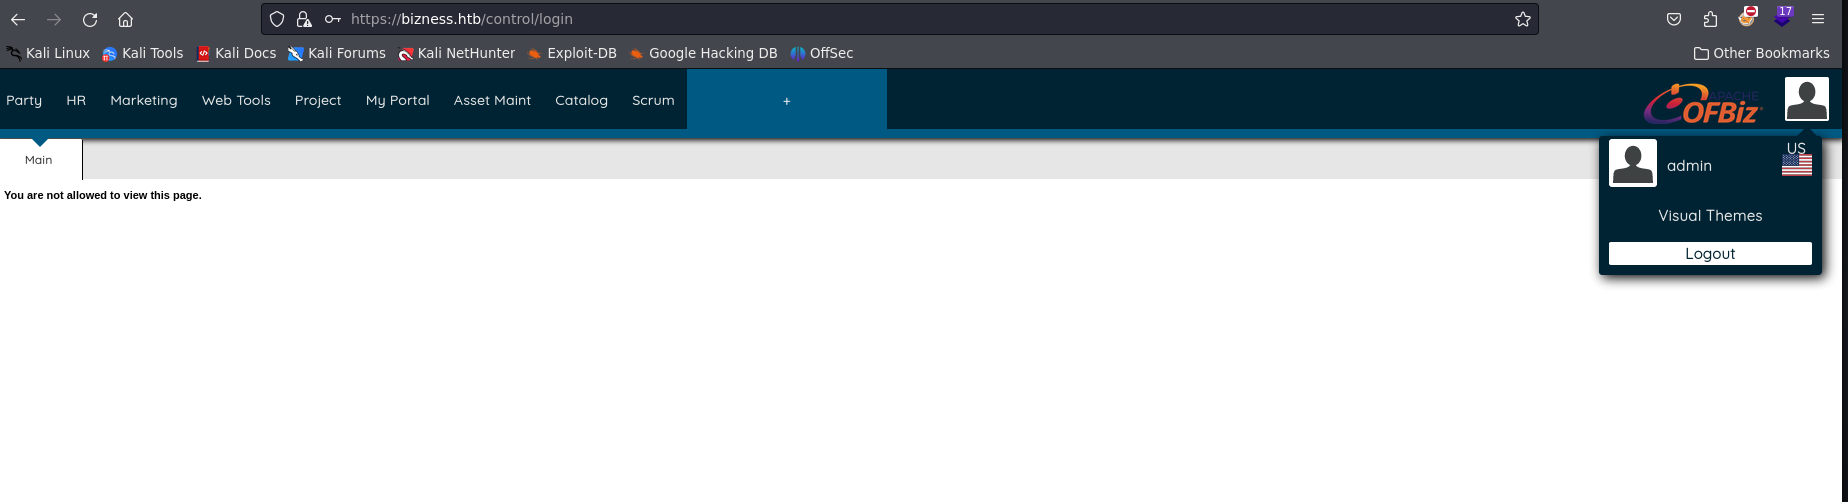 https://bizness.htb/control/login
17
Kali Linux Kali Tools Kali Docs Kali Forums Kali NetHunter Exploit-DB Google Hacking DB OffSec Other Bookmarks
Party HR Marketing Web Tools Project My Portal Asset Maint Catalog Scrum +
APACHE
OFBiz
Main
US
admin
You are not allowed to view this page.
Visual Themes
Logout